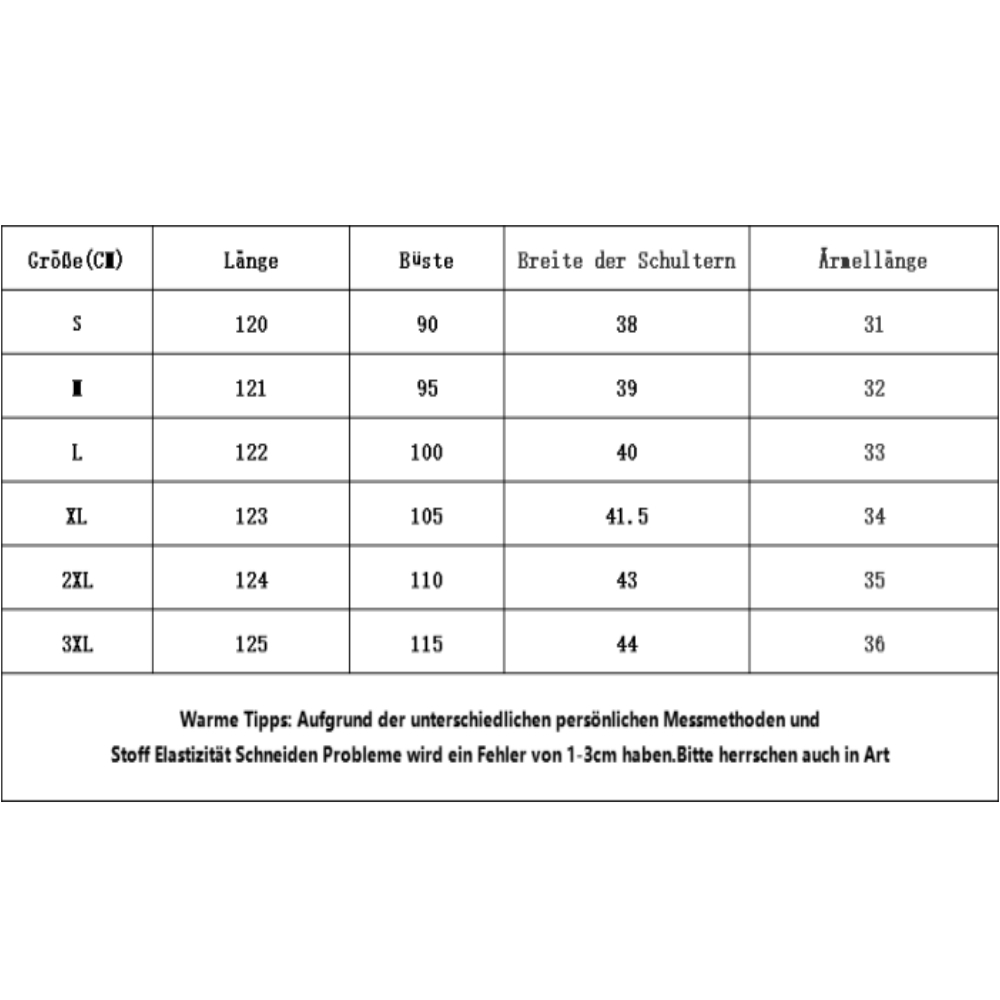 Größe(CM) Länge Büste Breite der Schultern Ärmellänge
S 120 90 38 31
M 121 95 39 32
L 122 100 40 33
XL 123 105 41.5 34
2XL 124 110 43 35
3XL 125 115 44 36
Warme Tipps: Aufgrund der unterschiedlichen persönlichen Messmethoden und
Stoff Elastizität Schneiden Probleme wird ein Fehler von 1-3cm haben.Bitte herrschen auch in Art